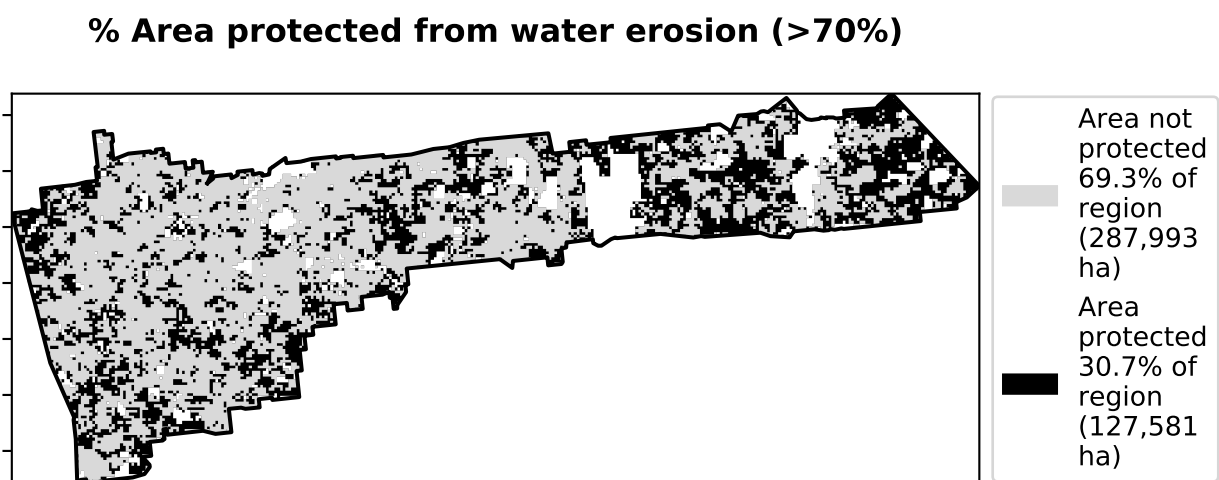 % Area protected from water erosion (>70%)
Area not
protected
69.3% of
region
(287,993
ha)
Area
protected
30.7% of
region
(127,581
ha)